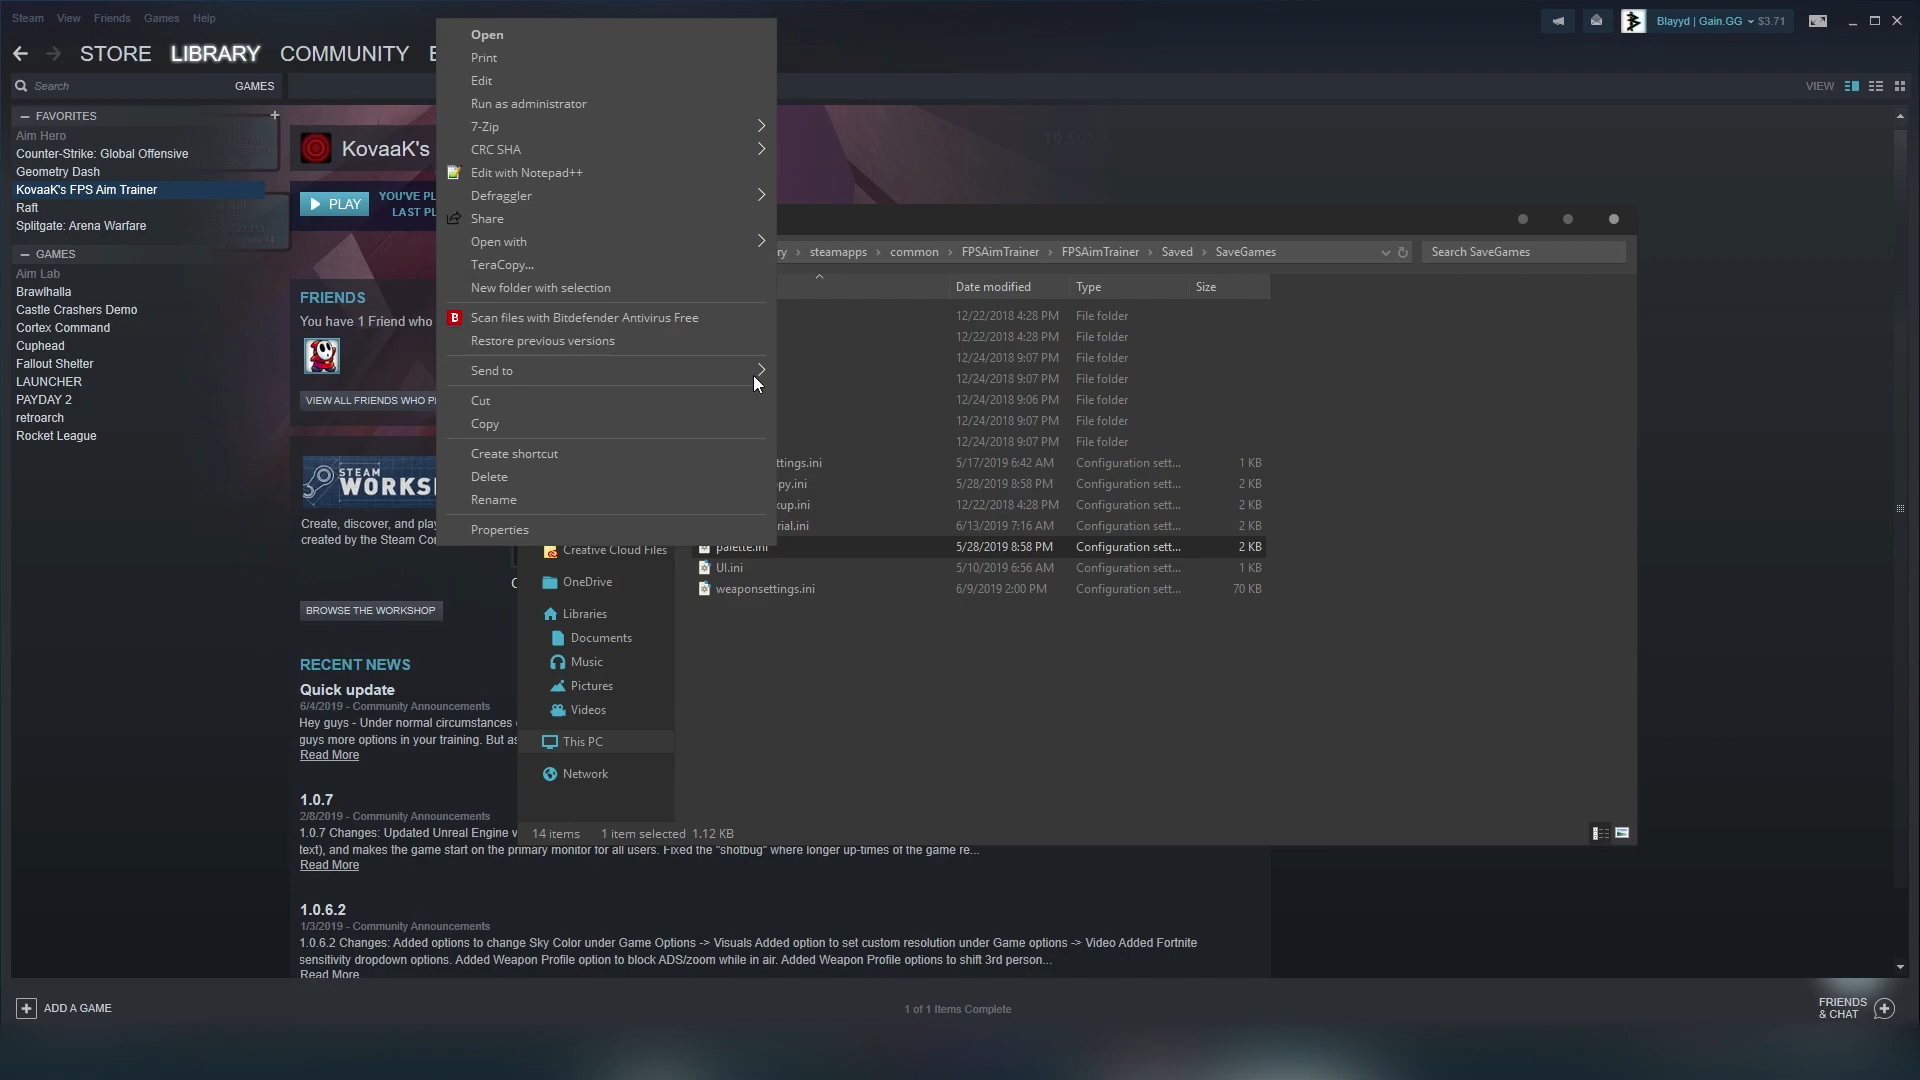 Steam View Friends Games Help
Blayyd | Gain.GG $3.71
STORE LIBRARY COMMUNITY
Search GAMES
VIEW
FAVORITES
Aim Hero
Counter-Strike: Global Offensive
Geometry Dash
KovaaK's FPS Aim Trainer
Raft
Splitgate: Arena Warfare
GAMES
Aim Lab
Brawlhalla
Castle Crashers Demo
Cortex Command
Cuphead
Fallout Shelter
LAUNCHER
PAYDAY 2
retroarch
Rocket League
KovaaK's
PLAY
YOU'VE PL
LAST PL
FRIENDS
You have 1 Friend who
VIEW ALL FRIENDS WHO P
STEAM
WORKS
Create, discover, and play
created by the Steam Co
BROWSE THE WORKSHOP
RECENT NEWS
Quick update
6/4/2019 - Community Announcements
Hey guys - Under normal circumstances
guys more options in your training. But as
Read More
1.0.7
2/8/2019 - Community Announcements
1.0.7 Changes: Updated Unreal Engine v
text), and makes the game start on the primary monitor for all users. Fixed the "shotbug" where longer up-times of the game re...
Read More
1.0.6.2
1/3/2019 - Community Announcements
1.0.6.2 Changes: Added options to change Sky Color under Game Options -> Visuals Added option to set custom resolution under Game options -> Video Added Fortnite
sensitivity dropdown options. Added Weapon Profile option to block ADS/zoom while in air. Added Weapon Profile options to shift 3rd person...
Read More
Open
Print
Edit
Run as administrator
7-Zip
CRC SHA
Edit with Notepad++
Defraggler
Share
Open with
TeraCopy...
New folder with selection
Scan files with Bitdefender Antivirus Free
Restore previous versions
Send to
Cut
Copy
Create shortcut
Delete
Rename
Properties
ry steamapps common FPSAimTrainer FPSAimTrainer Saved SaveGames
Search SaveGames
Date modified Type Size
12/22/2018 4:28 PM File folder
12/22/2018 4:28 PM File folder
12/24/2018 9:07 PM File folder
12/24/2018 9:07 PM File folder
12/24/2018 9:06 PM File folder
12/24/2018 9:07 PM File folder
12/24/2018 9:07 PM File folder
ttings.ini 5/17/2019 6:42 AM Configuration sett... 1 KB
py.ini 5/28/2019 8:58 PM Configuration sett... 2 KB
kup.ini 12/22/2018 4:28 PM Configuration sett... 2 KB
rial.ini 6/13/2019 7:16 AM Configuration sett... 2 KB
palette.ini 5/28/2019 8:58 PM Configuration sett... 2 KB
UI.ini 5/10/2019 6:56 AM Configuration sett... 1 KB
weaponsettings.ini 6/9/2019 2:00 PM Configuration sett... 70 KB
Creative Cloud Files
OneDrive
Libraries
Documents
Music
Pictures
Videos
This PC
Network
14 items 1 item selected 1.12 KB
ADD A GAME
1 of 1 Items Complete
FRIENDS
& CHAT